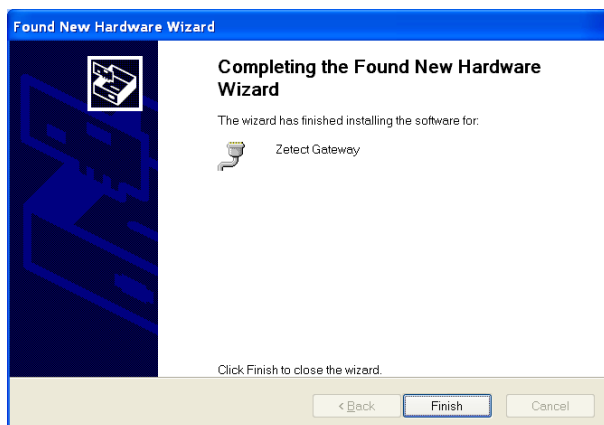 Found New Hardware Wizard
Completing the Found New Hardware
Wizard
The wizard has finished installing the software for:
Zetect Gateway
Click Finish to close the wizard.
< Back Finish Cancel